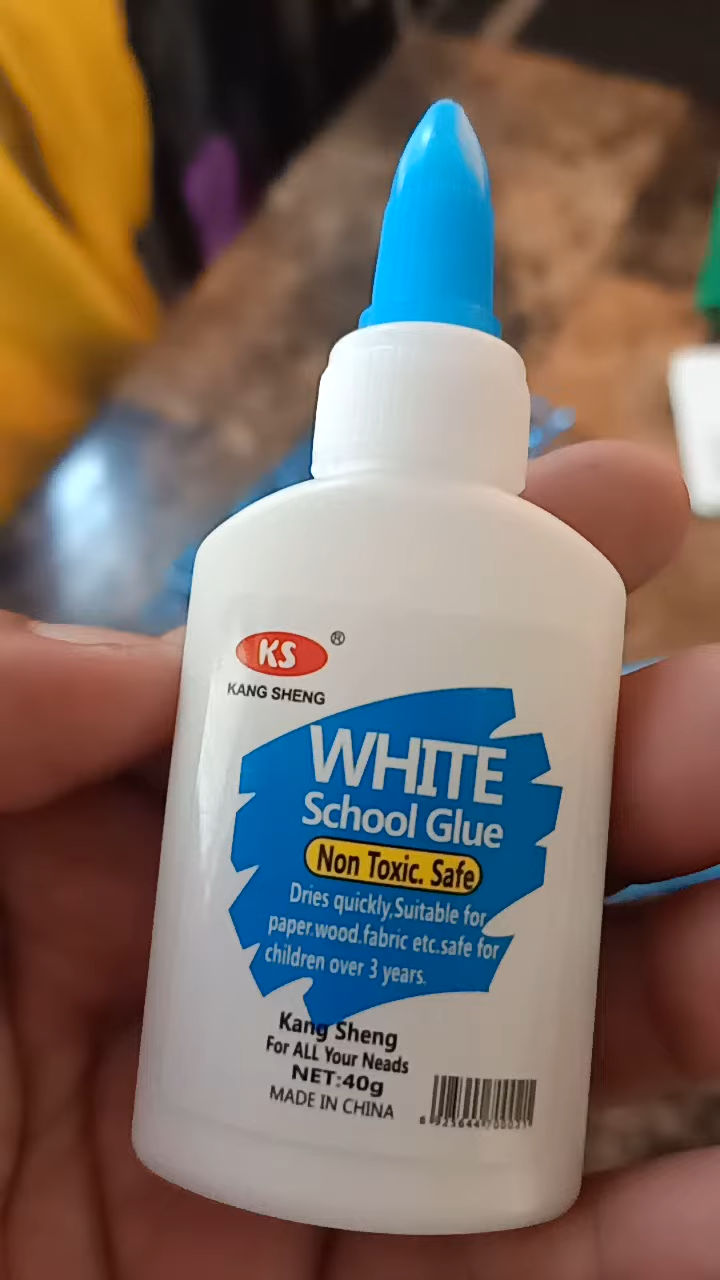 KS ®
KANG SHENG
WHITE
School Glue
Non Toxic. Safe
Dries quickly,Suitable for
paper.wood.fabric etc.safe for
children over 3 years.
Kang Sheng
For ALL Your Neads
NET:40g
MADE IN CHINA